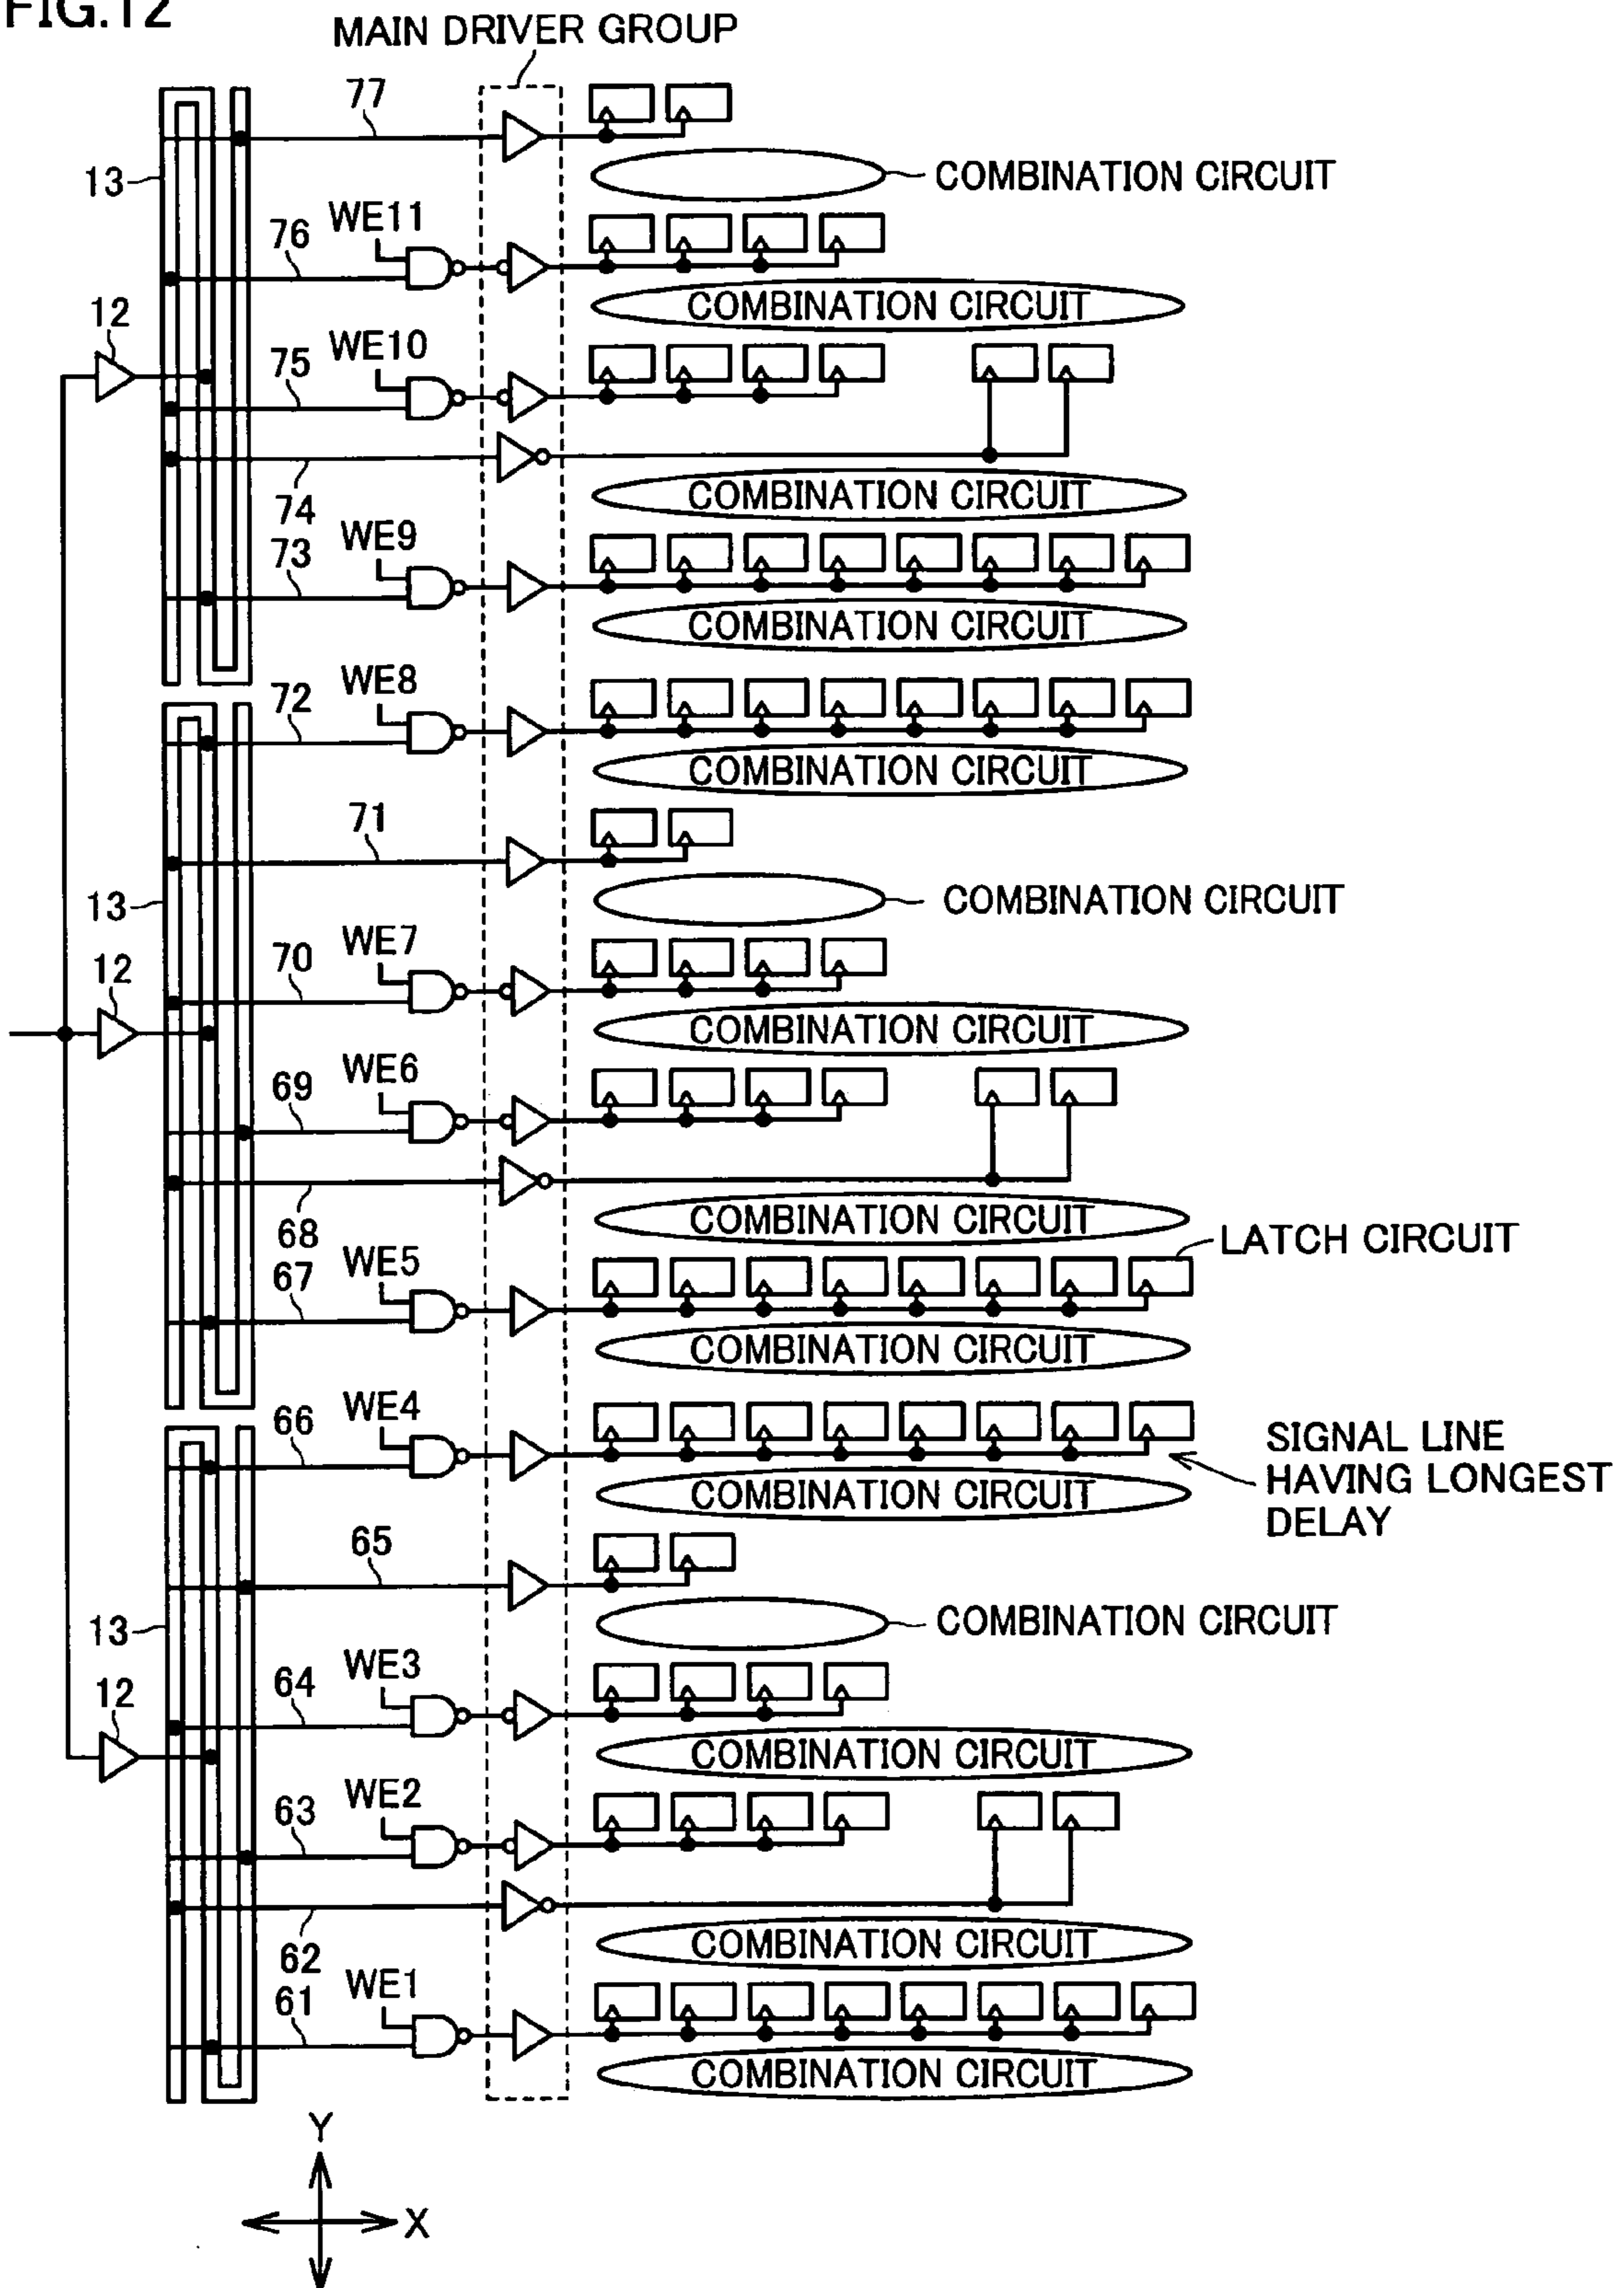 FIG.12
MAIN DRIVER GROUP
77
13
COMBINATION CIRCUIT
WE11
76
COMBINATION CIRCUIT
12
WE10
75
74
COMBINATION CIRCUIT
WE9
73
COMBINATION CIRCUIT
WE8
72
COMBINATION CIRCUIT
71
13
COMBINATION CIRCUIT
WE7
70
12
COMBINATION CIRCUIT
WE6
69
68
COMBINATION CIRCUIT
LATCH CIRCUIT
WE5
67
COMBINATION CIRCUIT
WE4
66
SIGNAL LINE
HAVING LONGEST
DELAY
COMBINATION CIRCUIT
65
13
COMBINATION CIRCUIT
WE3
64
12
COMBINATION CIRCUIT
WE2
63
62
COMBINATION CIRCUIT
WE1
61
COMBINATION CIRCUIT
Y
X